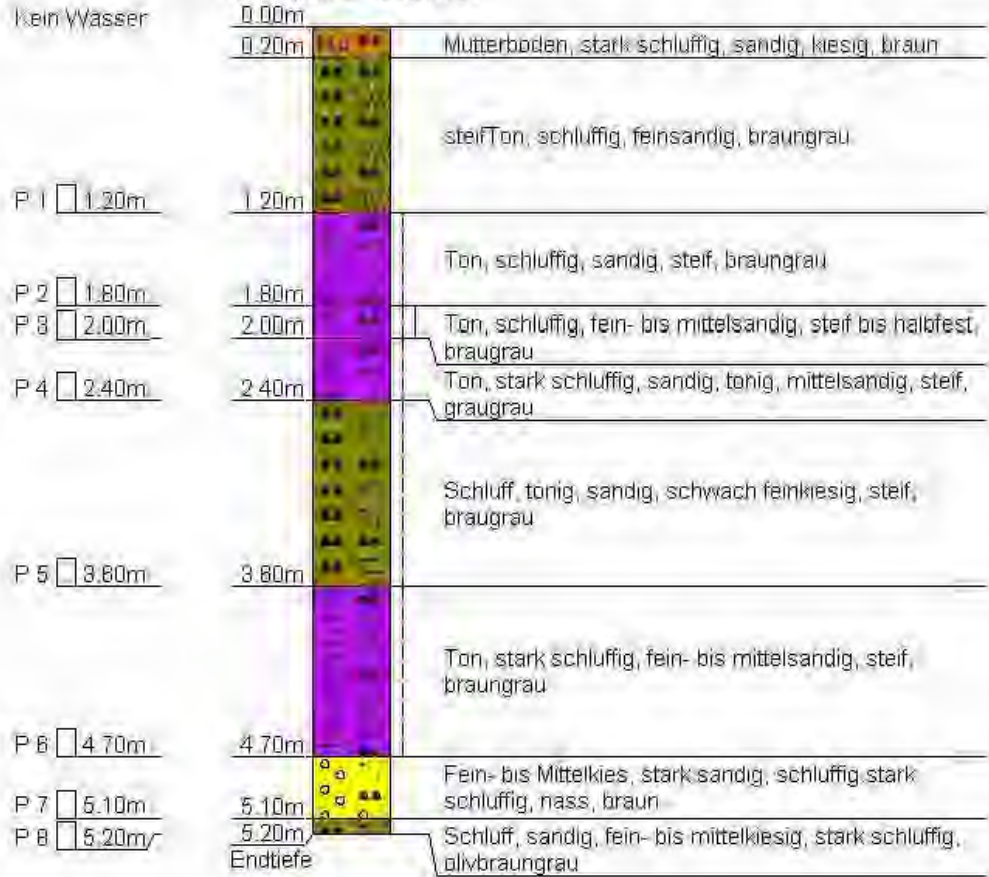 Kein Wasser
0.00m
0.20m
Mutterboden, stark schluffig, sandig, kiesig, braun
steifTon, schluffig, feinsandig, braungrau
P 1 1.20m
1.20m
Ton, schluffig, sandig, steif, braungrau
P 2 1.80m
1.80m
P 3 2.00m
2.00m
Ton, schluffig, fein- bis mittelsandig, steif bis halbfest,
braugrau
P 4 2.40m
2.40m
Ton, stark schluffig, sandig, tonig, mittelsandig, steif,
graugrau
Schluff, tonig, sandig, schwach feinkiesig, steif,
braugrau
P 5 3.60m
3.60m
Ton, stark schluffig, fein- bis mittelsandig, steif,
braungrau
P 6 4.70m
4.70m
Fein- bis Mittelkies, stark sandig, schluffig.stark
schluffig, nass, braun
P 7 5.10m
5.10m
P 8 5.20m
5.20m
Endtiefe
Schluff, sandig, fein- bis mittelkiesig, stark schluffig,
olivbraungrau